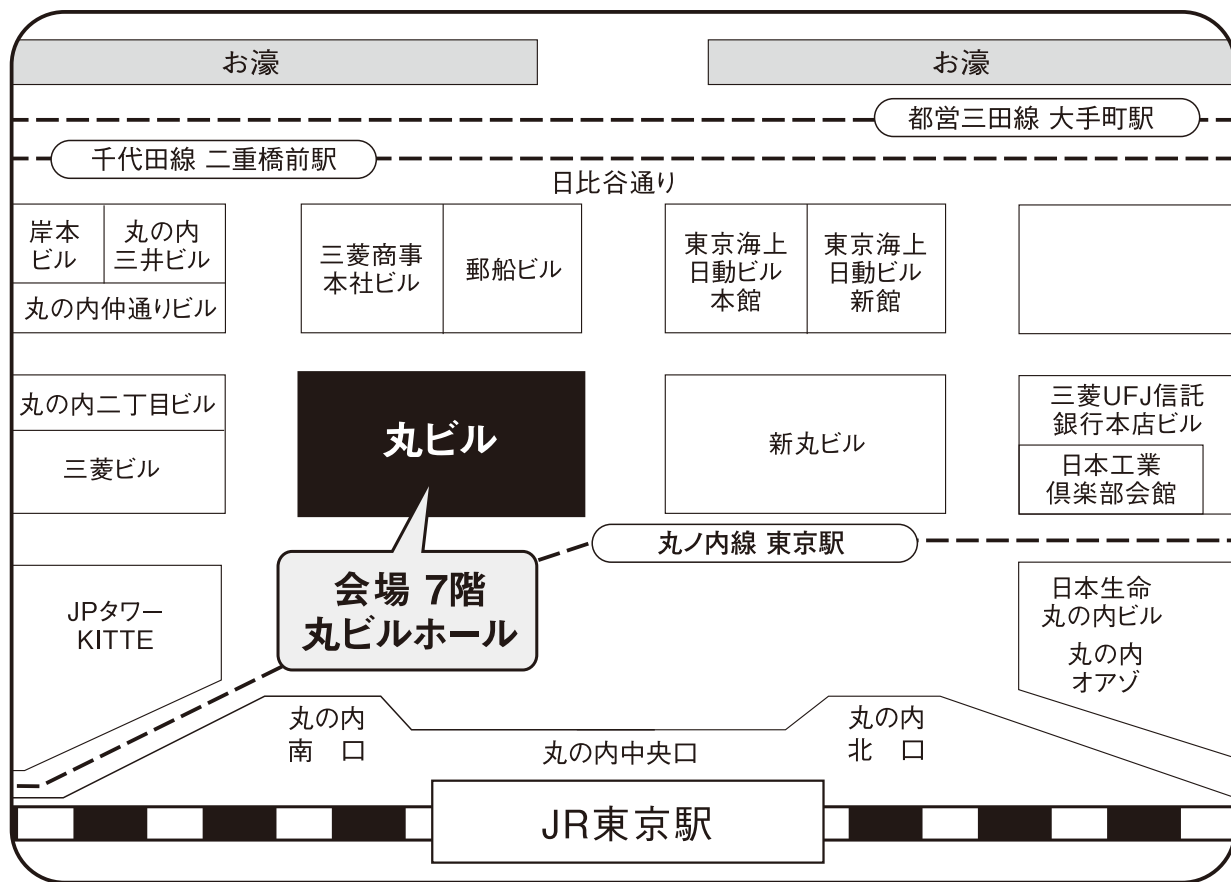 お濠
お濠
都営三田線 大手町駅
千代田線 二重橋前駅
日比谷通り
岸本
ビル
丸の内
三井ビル
丸の内仲通りビル
三菱商事
本社ビル
郵船ビル
東京海上
日動ビル
本館
東京海上
日動ビル
新館
丸の内二丁目ビル
三菱ビル
丸ビル
新丸ビル
三菱UFJ信託
銀行本店ビル
日本工業
倶楽部会館
丸ノ内線 東京駅
会場 7階
丸ビルホール
JPタワー
KITTE
日本生命
丸の内ビル
丸の内
オアゾ
丸の内
南 口
丸の内中央口
丸の内
北 口
JR東京駅